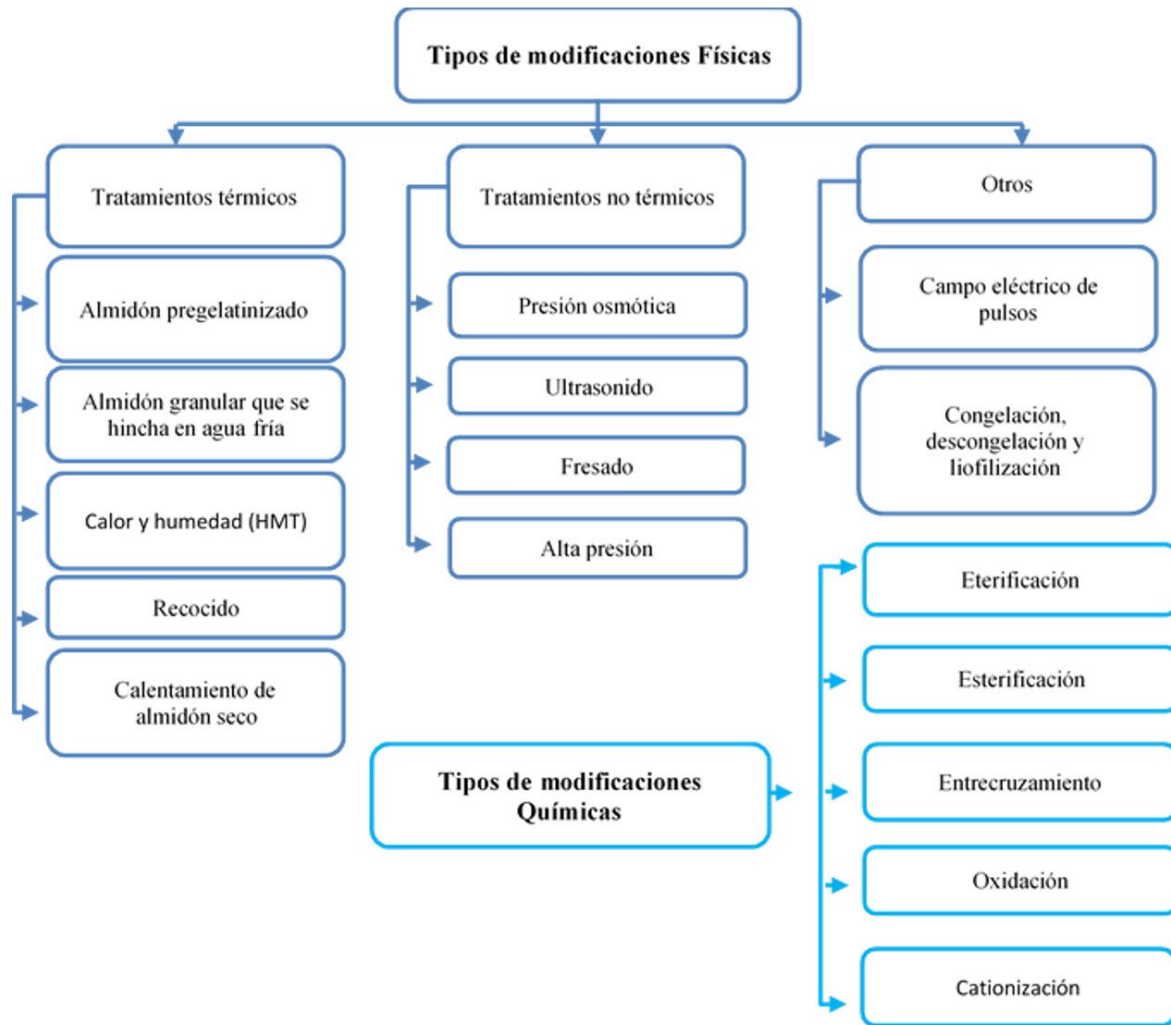 Tipos de modificaciones Físicas
Tratamientos térmicos
Almidón pregelatinizado
Almidón granular que se
hincha en agua fría
Calor y humedad (HMT)
Recocido
Calentamiento de
almidón seco
Tratamientos no térmicos
Presión osmótica
Ultrasonido
Fresado
Alta presión
Otros
Campo eléctrico de
pulsos
Congelación,
descongelación y
liofilización
Tipos de modificaciones
Químicas
Eterificación
Esterificación
Entrecruzamiento
Oxidación
Cationización